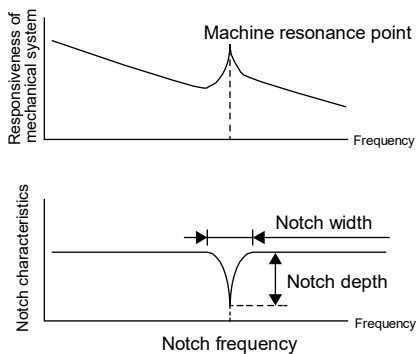 Responsiveness of
mechanical system
Machine resonance point
Frequency
Notch characteristics
Notch width
Notch depth
Frequency
Notch frequency